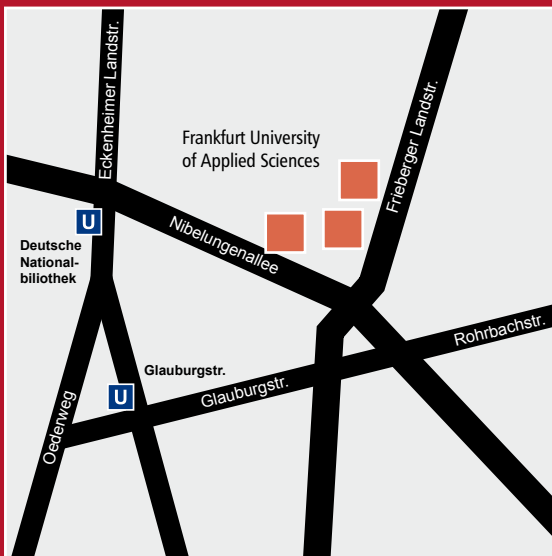 Eckenheimer Landstr.
Frieberger Landstr.
Frankfurt University
of Applied Sciences
U
Nibelungenallee
Deutsche
National-
bibliothek
Rohrbachstr.
Glauburgstr.
U
Glauburgstr.
Oederweg